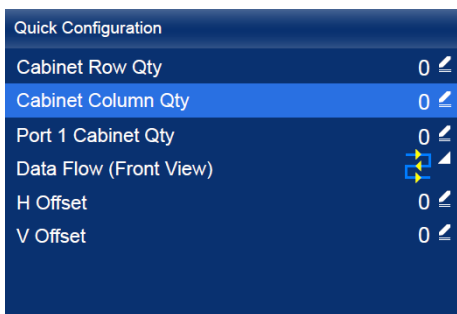 Quick Configuration
Cabinet Row Qty 0
Cabinet Column Qty 0
Port 1 Cabinet Qty 0
Data Flow (Front View)
H Offset 0
V Offset 0